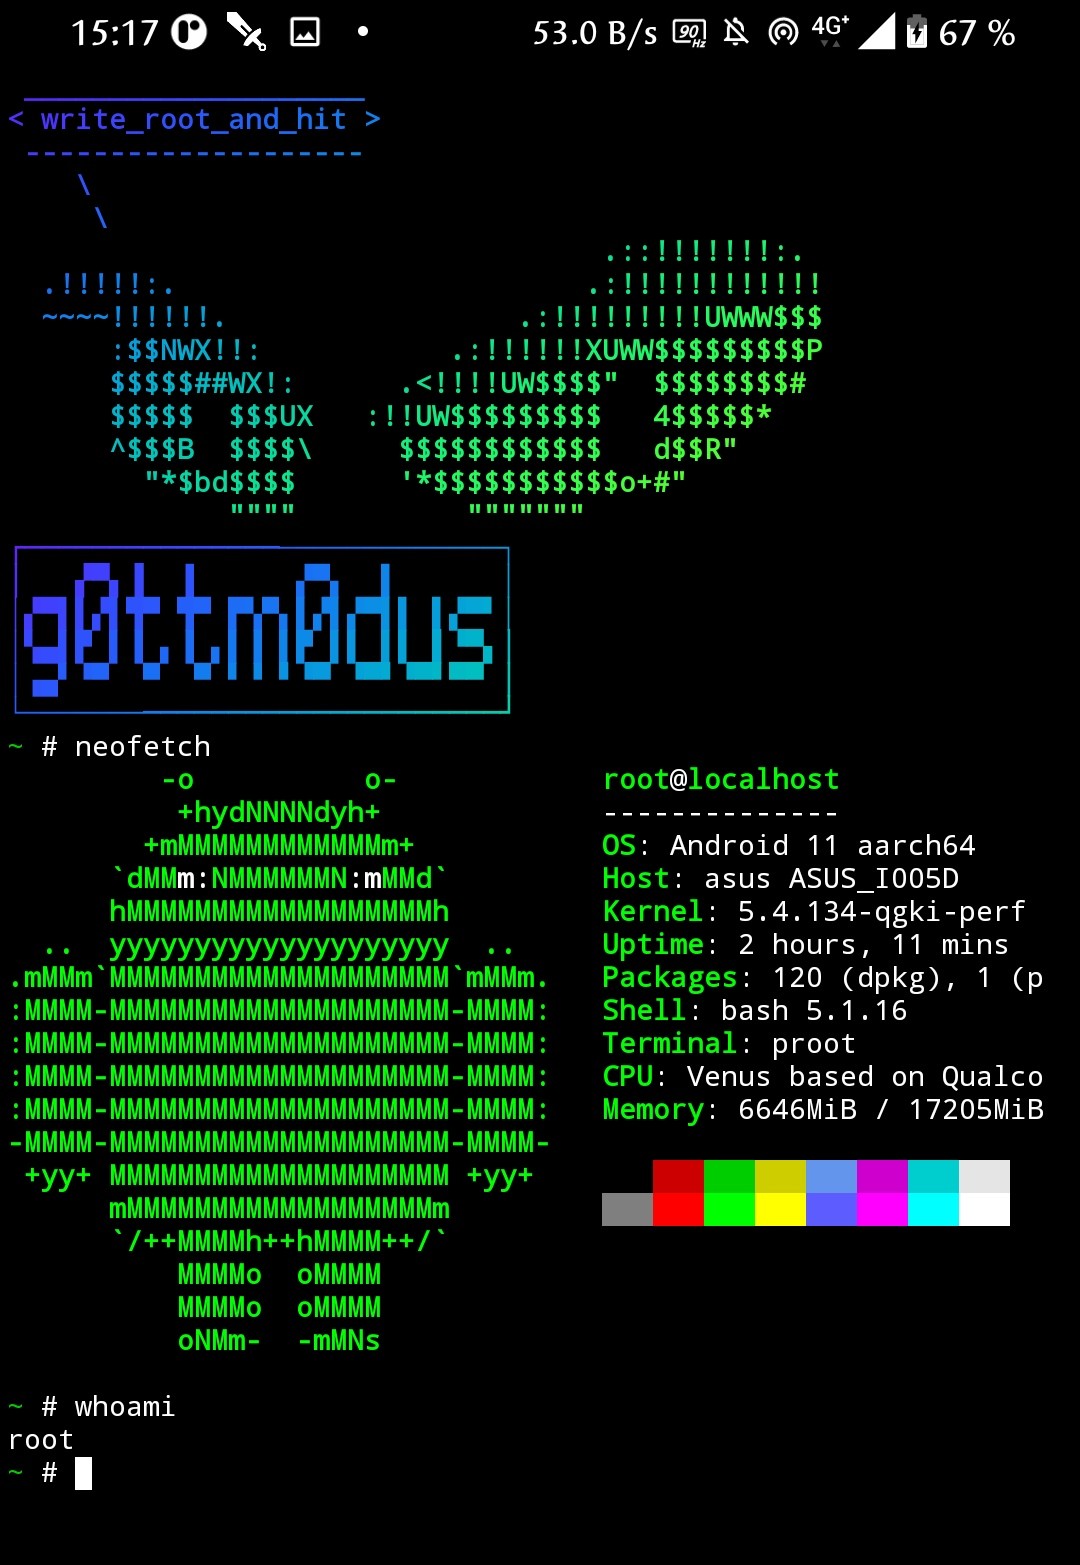 15:17 53.0 B/s 90Hz 4G+ 67 %
< write_root_and_hit >
--------------------
\
\
.::!!!!!!!:.
.!!!!!:. .:!!!!!!!!!!!!
~~~~!!!!!!. .:!!!!!!!!!UWWW$$$
:$$NWX!!: .:!!!!!!XUWW$$$$$$$$$P
$$$$$##WX!: .<!!!!UW$$$$" $$$$$$$$#
$$$$$ $$$UX :!!UW$$$$$$$$$ 4$$$$$*
^$$$B $$$$\ $$$$$$$$$$$$ d$$R"
"*$bd$$$$ '*$$$$$$$$$$$o+#"
"""" """""""
g0ttm0dus
~ # neofetch
-o o- root@localhost
+hydNNNNdyh+ --------------
+mMMMMMMMMMMMMm+ OS: Android 11 aarch64
`dMMm:NMMMMMMN:mMMd` Host: asus ASUS_I005D
hMMMMMMMMMMMMMMMMMMh Kernel: 5.4.134-qgki-perf
.. yyyyyyyyyyyyyyyyyyyy .. Uptime: 2 hours, 11 mins
.mMMm`MMMMMMMMMMMMMMMMMMMM`mMMm. Packages: 120 (dpkg), 1 (p
:MMMM-MMMMMMMMMMMMMMMMMMMM-MMMM: Shell: bash 5.1.16
:MMMM-MMMMMMMMMMMMMMMMMMMM-MMMM: Terminal: proot
:MMMM-MMMMMMMMMMMMMMMMMMMM-MMMM: CPU: Venus based on Qualco
:MMMM-MMMMMMMMMMMMMMMMMMMM-MMMM: Memory: 6646MiB / 17205MiB
-MMMM-MMMMMMMMMMMMMMMMMMMM-MMMM-
+yy+ MMMMMMMMMMMMMMMMMMMM +yy+
mMMMMMMMMMMMMMMMMMMm
`/++MMMMh++hMMMM++/`
MMMMo oMMMM
MMMMo oMMMM
oNMm- -mMNs
~ # whoami
root
~ #